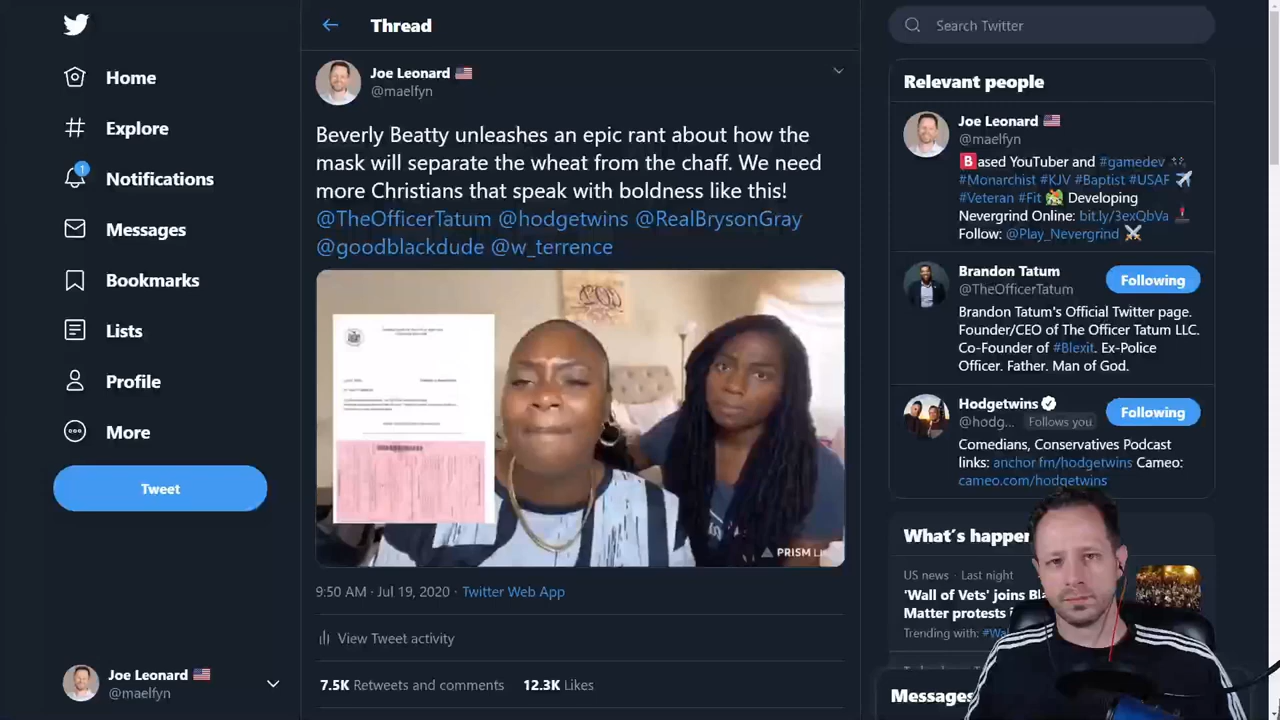 Home
Explore
1
Notifications
Messages
Bookmarks
Lists
Profile
More
Tweet
Joe Leonard
@maelfyn
Thread
Joe Leonard
@maelfyn
Beverly Beatty unleashes an epic rant about how the
mask will separate the wheat from the chaff. We need
more Christians that speak with boldness like this!
@TheOfficerTatum @hodgetwins @RealBrysonGray
@goodblackdude @w_terrence
PRISM
9:50 AM · Jul 19, 2020 · Twitter Web App
View Tweet activity
7.5K Retweets and comments 12.3K Likes
Search Twitter
Relevant people
Joe Leonard
@maelfyn
🅱ased YouTuber and #gamedev
#Monarchist #KJV #Baptist #USAF
#Veteran #Fit Developing
Nevergrind Online: bit.ly/3exQbVa
Follow: @Play_Nevergrind
Brandon Tatum
@TheOfficerTatum
Following
Brandon Tatum's Official Twitter page.
Founder/CEO of The Officer Tatum LLC.
Co-Founder of #Blexit. Ex-Police
Officer. Father. Man of God.
Hodgetwins
@hodg... Follows you
Following
Comedians, Conservatives Podcast
links: anchor.fm/hodgetwins Cameo:
cameo.com/hodgetwins
What's happen
US news · Last night
'Wall of Vets' joins Bla
Matter protests i
Trending with:
Messages